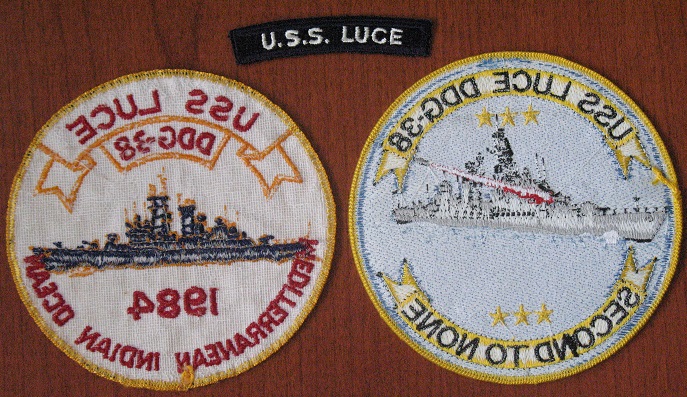 U.S.S. LUCE
USS LUCE
DDG-38
1984
MEDITERRANEAN INDIAN OCEAN
USS LUCE DDG-38
SECOND TO NONE